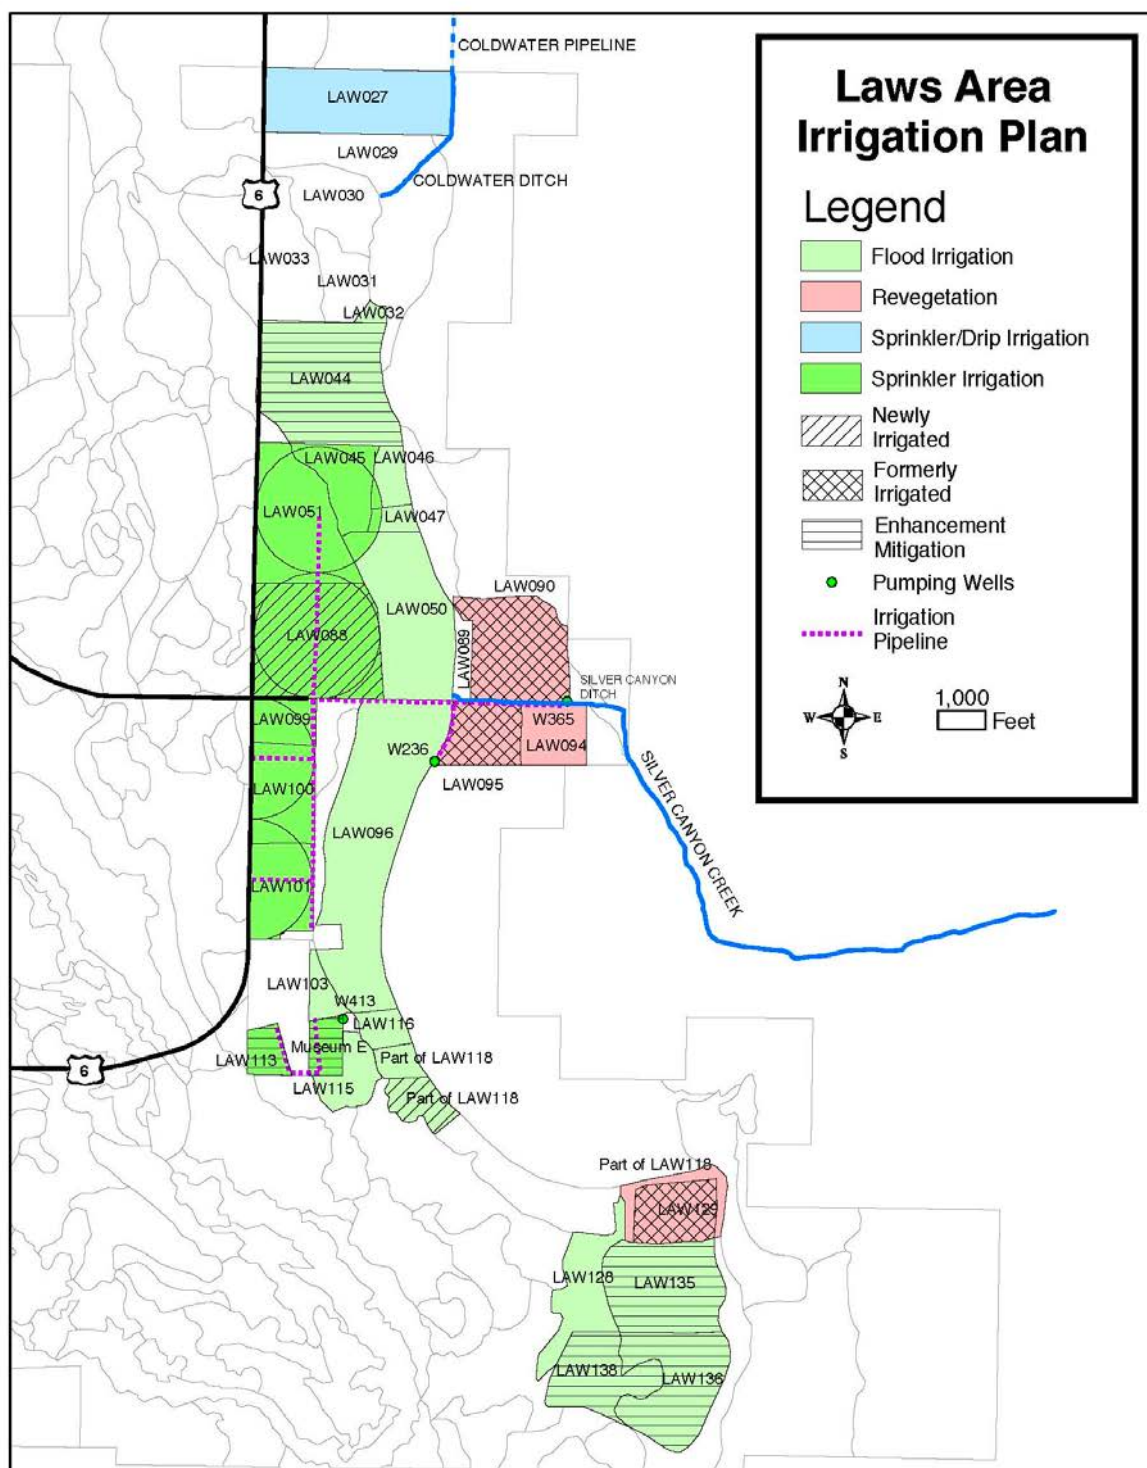 COLDWATER PIPELINE
LAW027
LAW029
COLDWATER DITCH
6
LAW030
LAW033
LAW031
LAW032
LAW044
LAW045
LAW046
LAW051
LAW047
LAW090
LAW050
LAW089
LAW088
SILVER CANYON
DITCH
LAW099
W365
W236
LAW094
LAW095
LAW100
LAW096
SILVER CANYON CREEK
LAW101
LAW103
W413
LAW116
Museum E
LAW113
Part of LAW118
6
LAW115
Part of LAW118
Part of LAW118
LAW129
LAW128
LAW135
LAW138
LAW136
Laws Area
Irrigation Plan
Legend
Flood Irrigation
Revegetation
Sprinkler/Drip Irrigation
Sprinkler Irrigation
Newly
Irrigated
Formerly
Irrigated
Enhancement
Mitigation
Pumping Wells
Irrigation
Pipeline
N
W E
S
1,000
Feet